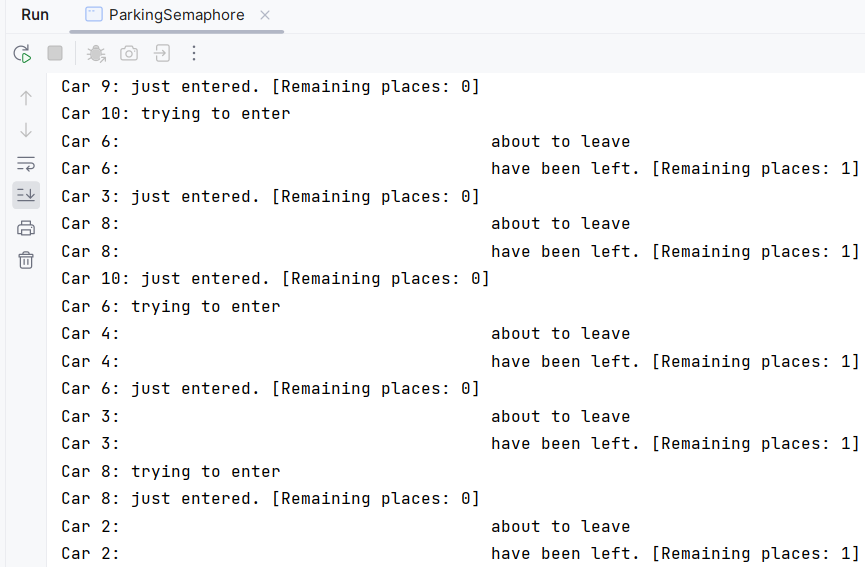 Run ParkingSemaphore
Car 9: just entered. [Remaining places: 0]
Car 10: trying to enter
Car 6: about to leave
Car 6: have been left. [Remaining places: 1]
Car 3: just entered. [Remaining places: 0]
Car 8: about to leave
Car 8: have been left. [Remaining places: 1]
Car 10: just entered. [Remaining places: 0]
Car 6: trying to enter
Car 4: about to leave
Car 4: have been left. [Remaining places: 1]
Car 6: just entered. [Remaining places: 0]
Car 3: about to leave
Car 3: have been left. [Remaining places: 1]
Car 8: trying to enter
Car 8: just entered. [Remaining places: 0]
Car 2: about to leave
Car 2: have been left. [Remaining places: 1]